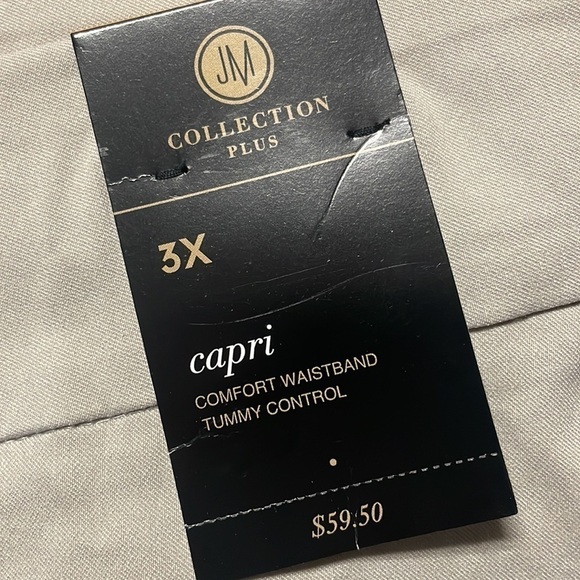 JM
COLLECTION
PLUS
3X
capri
COMFORT WAISTBAND
TUMMY CONTROL
$59.50